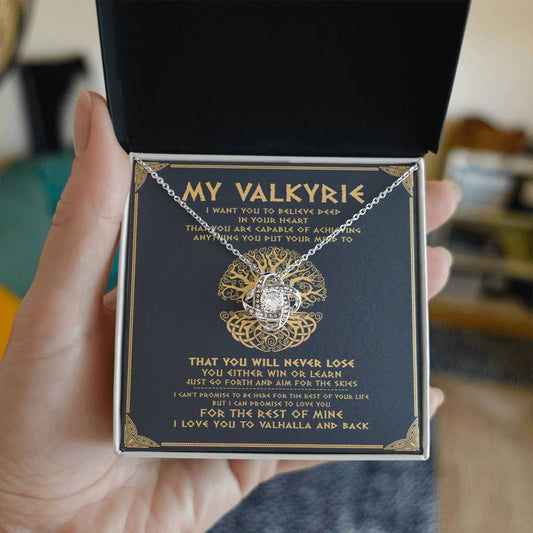 MY VALKYRIE
I WANT YOU TO BELIEVE DEEP
IN YOUR HEART
THAT YOU ARE CAPABLE OF ACHIEVING
ANYTHING YOU PUT YOUR MIND TO
THAT YOU WILL NEVER LOSE
YOU EITHER WIN OR LEARN
JUST GO FORTH AND AIM FOR THE SKIES
I CAN'T PROMISE TO BE HERE FOR THE REST OF YOUR LIFE
BUT I CAN PROMISE TO LOVE YOU
FOR THE REST OF MINE
I LOVE YOU TO VALHALLA AND BACK